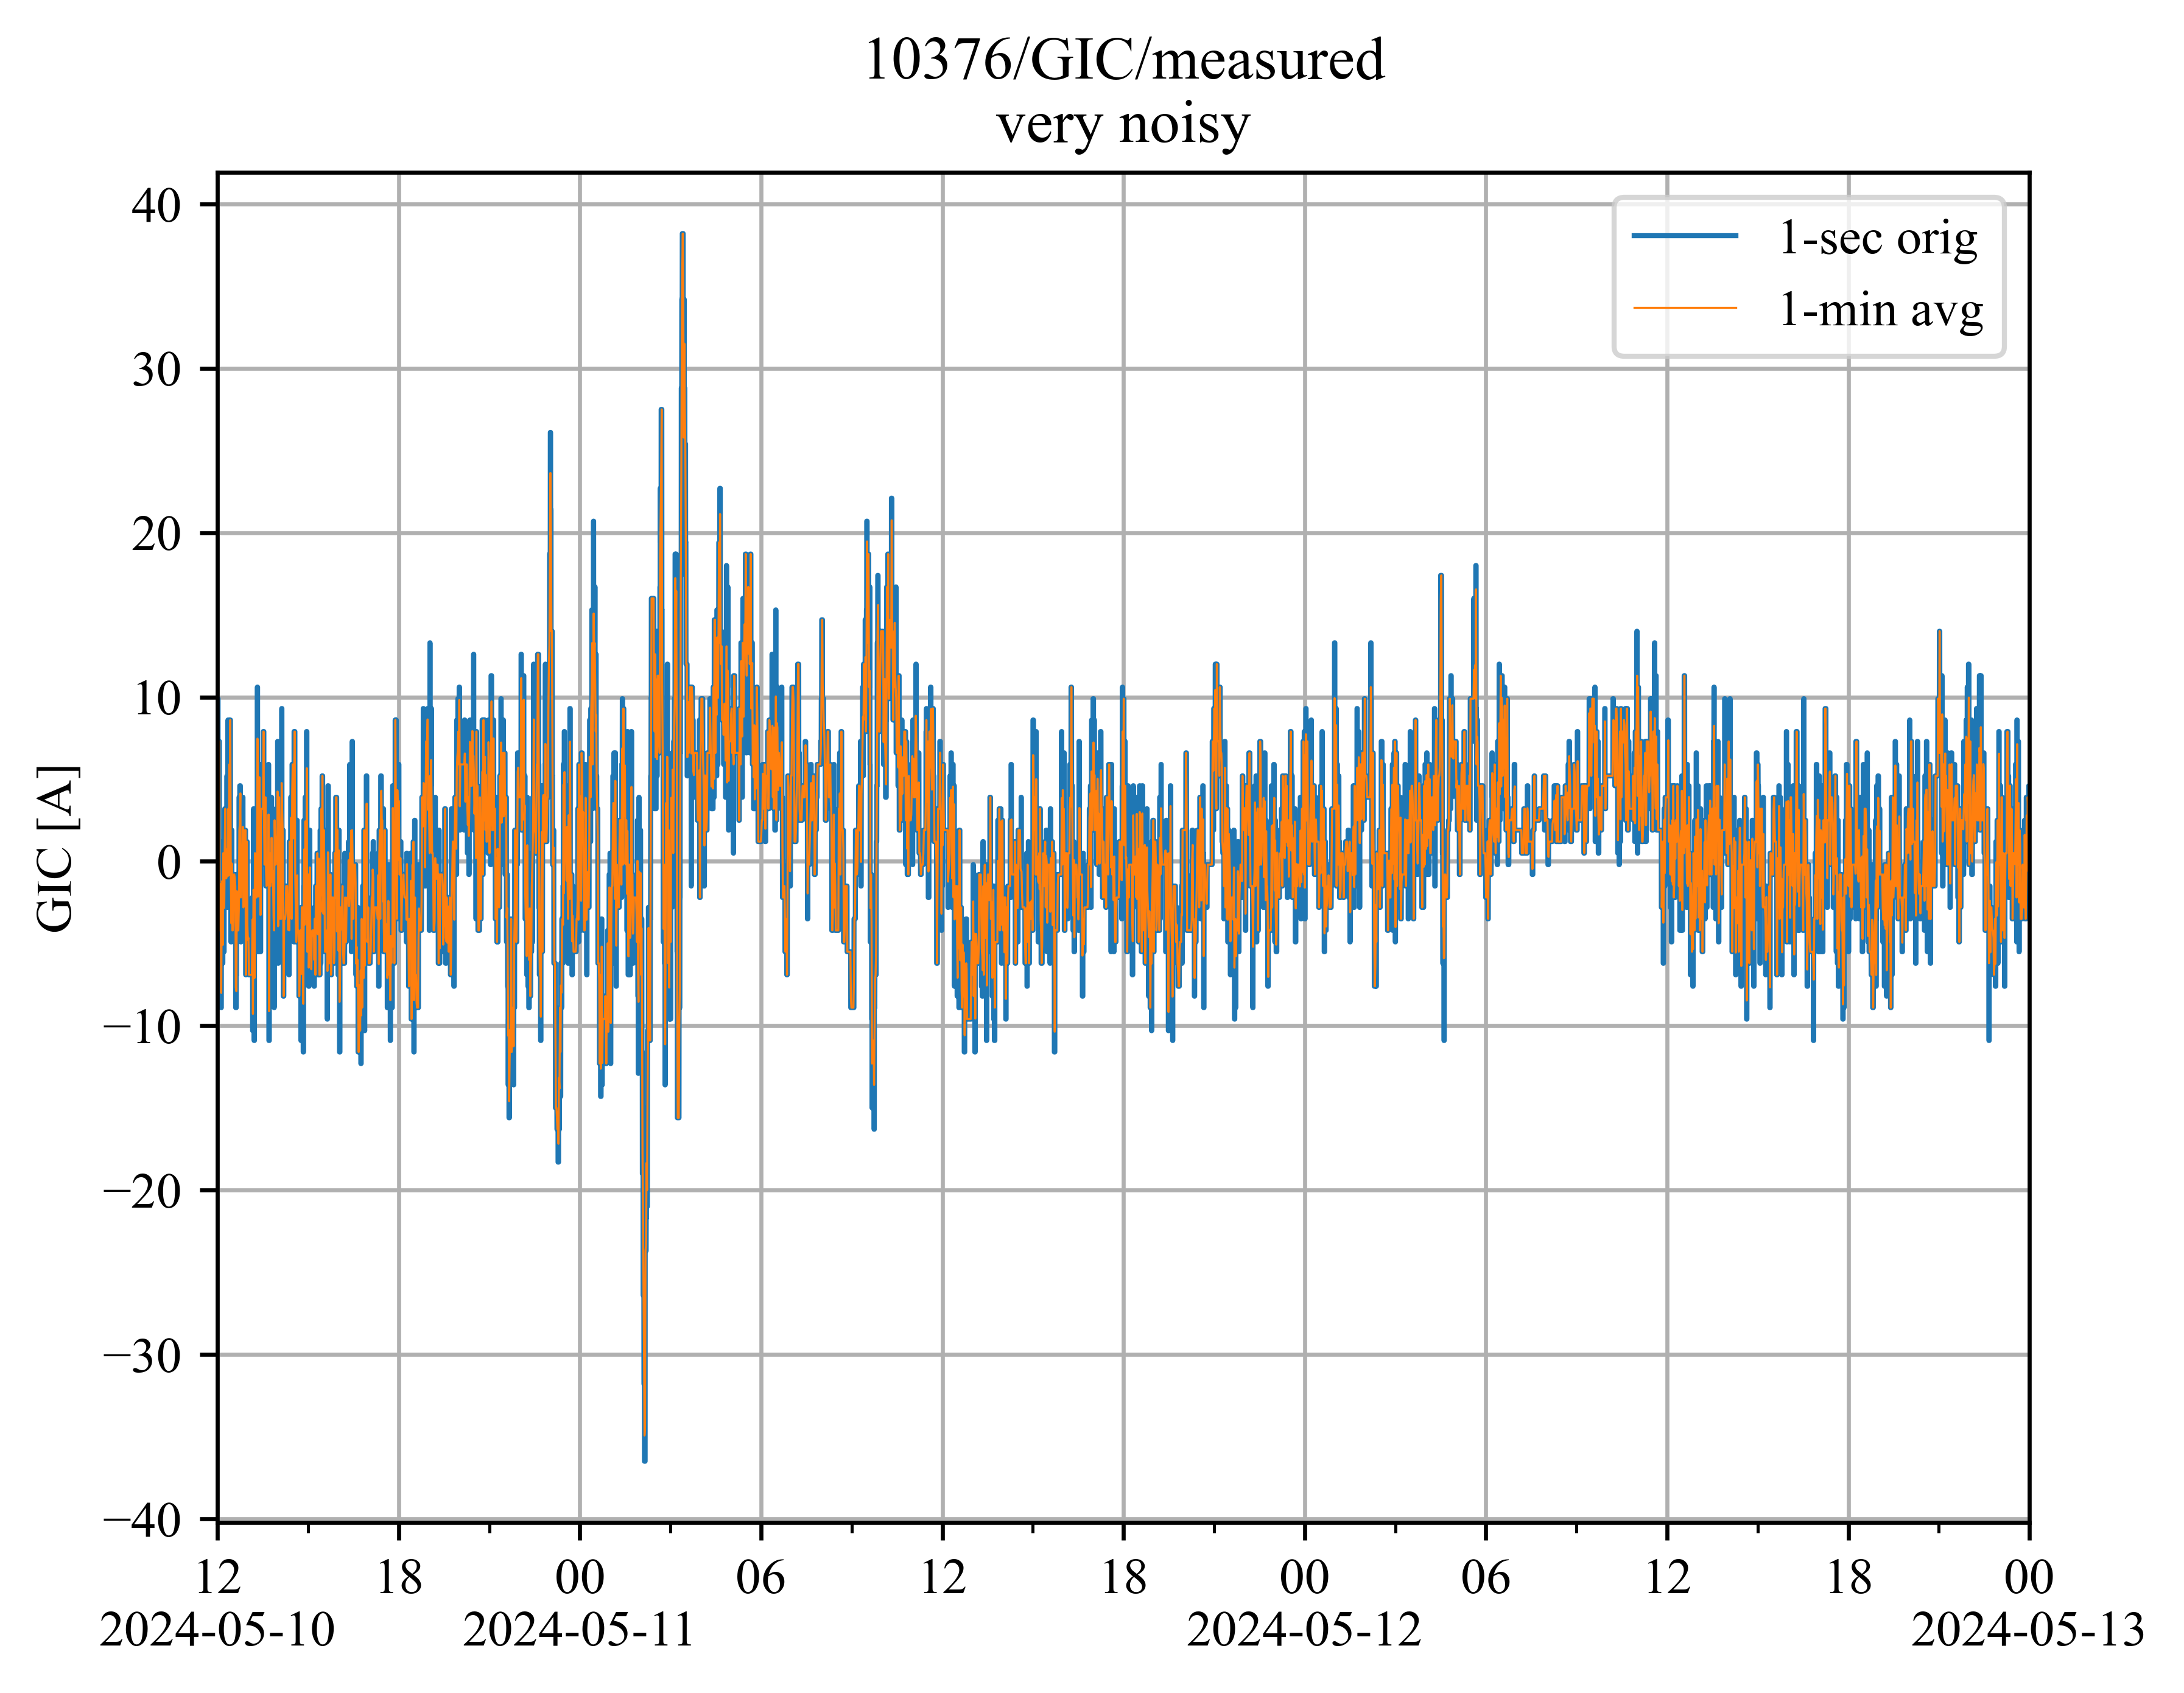 10376/GIC/measured
very noisy
1-sec orig
1-min avg
GIC [A]
40
30
20
10
0
−10
−20
−30
−40
12 18 00 06 12 18 00 06 12 18 00
2024-05-10 2024-05-11 2024-05-12 2024-05-13